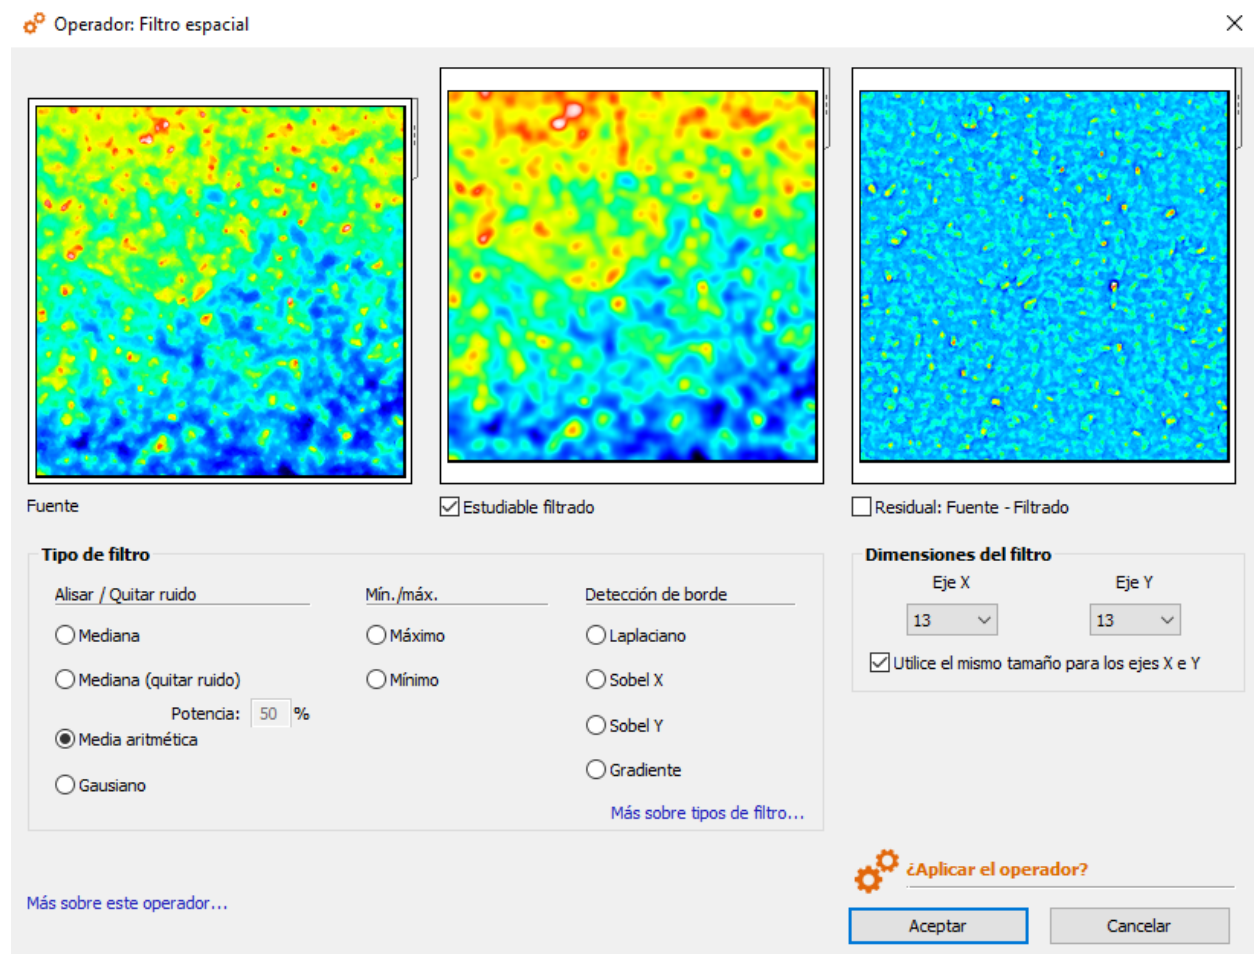 Operador: Filtro espacial
Fuente
Estudiable filtrado
Residual: Fuente - Filtrado
Tipo de filtro
Alisar / Quitar ruido
Mín./máx.
Detección de borde
Mediana
Máximo
Laplaciano
Mediana (quitar ruido)
Mínimo
Sobel X
Potencia: 50 %
Media aritmética
Sobel Y
Gausiano
Gradiente
Más sobre tipos de filtro...
Dimensiones del filtro
Eje X
Eje Y
13
13
Utilice el mismo tamaño para los ejes X e Y
¿Aplicar el operador?
Más sobre este operador...
Aceptar
Cancelar